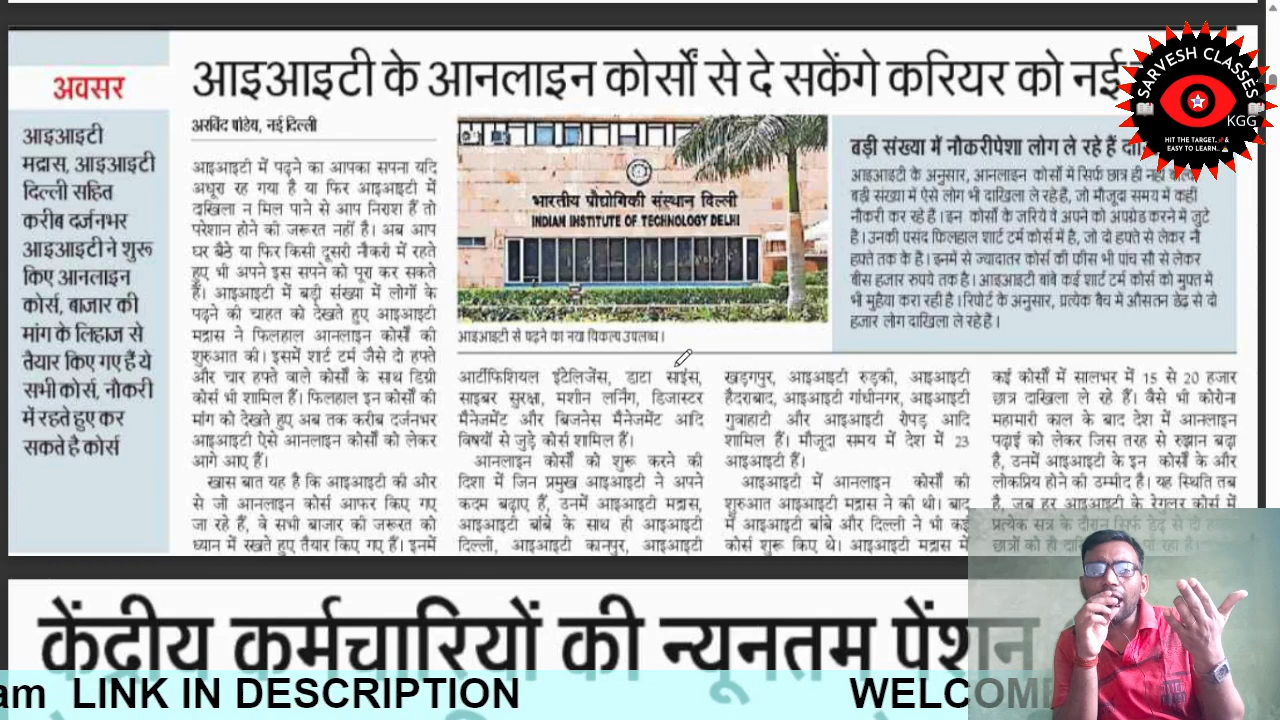 आइआइटी के आनलाइन कोर्सों से दे सकेंगे करियर को नई
SARVESH CLASSES
KGG
HIT THE TARGET. &
EASY TO LEARN..
अवसर
आइआइटी
मद्रास, आइआइटी
दिल्ली सहित
करीब दर्जनभर
आइआइटी ने शुरू
किए आनलाइन
कोर्स, बाजार की
मांग के लिहाज से
तैयार किए गए हैं ये
सभी कोर्स, नौकरी
में रहते हुए कर
सकते है कोर्स
अरविंद पांडेय, नई दिल्ली
आइआइटी में पढ़ने का आपका सपना यदि
अधूरा रह गया है या फिर आइआइटी में
दाखिला न मिल पाने से आप निराश हैं तो
परेशान होने की जरूरत नहीं है। अब आप
घर बैठे या फिर किसी दूसरी नौकरी में रहते
हुए भी अपने इस सपने को पूरा कर सकते
हैं। आइआइटी में बड़ी संख्या में लोगों के
पढ़ने की चाहत को देखते हुए आइआइटी
मद्रास ने फिलहाल आनलाइन कोर्सों की
शुरुआत की। इसमें शार्ट टर्म जैसे दो हफ्ते
और चार हफ्ते वाले कोर्सों के साथ डिग्री
कोर्स भी शामिल हैं। फिलहाल इन कोर्सों की
मांग को देखते हुए अब तक करीब दर्जनभर
आइआइटी ऐसे आनलाइन कोर्सों को लेकर
आगे आए हैं।
खास बात यह है कि आइआइटी की ओर
से जो आनलाइन कोर्स आफर किए गए
जा रहे हैं, वे सभी बाजार की जरूरत को
ध्यान में रखते हुए तैयार किए गए हैं। इनमें
भारतीय प्रौद्योगिकी संस्थान दिल्ली
INDIAN INSTITUTE OF TECHNOLOGY DELHI
आइआइटी से पढ़ने का नया विकल्प उपलब्ध।
आर्टीफिशियल इंटेलिजेंस, डाटा साइंस,
साइबर सुरक्षा, मशीन लर्निंग, डिजास्टर
मैनेजमेंट और बिजनेस मैनेजमेंट आदि
विषयों से जुड़े कोर्स शामिल हैं।
आनलाइन कोर्सों को शुरू करने की
दिशा में जिन प्रमुख आइआइटी ने अपने
कदम बढ़ाए हैं, उनमें आइआइटी मद्रास,
आइआइटी बांबे के साथ ही आइआइटी
दिल्ली, आइआइटी कानपुर, आइआइटी
बड़ी संख्या में नौकरीपेशा लोग ले रहे हैं
आइआइटी के अनुसार, आनलाइन कोर्सों में सिर्फ छात्र ही नहीं
बड़ी संख्या में ऐसे लोग भी दाखिला ले रहे हैं, जो मौजूदा समय में कहीं
नौकरी कर रहे हैं। इन कोर्सों के जरिये वे अपने को अपग्रेड करने में जुटे
है। उनकी पसंद फिलहाल शार्ट टर्म कोर्स में है, जो दो हफ्ते से लेकर नौ
हफ्ते तक के है। इनमें से ज्यादातर कोर्स की फीस भी पांच सौ से लेकर
बीस हजार रुपये तक है। आइआइटी बांबे कई शार्ट टर्म कोर्स को मुफ्त में
भी मुहैया करा रही है। रिपोर्ट के अनुसार, प्रत्येक बैच में औसतन डेढ़ से दो
हजार लोग दाखिला ले रहे हैं।
खड़गपुर, आइआइटी रुड़की, आइआइटी
हैदराबाद, आइआइटी गांधीनगर, आइआइटी
गुवाहाटी और आइआइटी रोपड़ आदि
शामिल हैं। मौजूदा समय में देश में 23
आइआइटी हैं।
आइआइटी में आनलाइन कोर्सों की
शुरुआत आइआइटी मद्रास ने की थी। बाद
में आइआइटी बांबे और दिल्ली ने भी कई
कोर्स शुरू किए थे। आइआइटी मद्रास में
कई कोर्सों में सालभर में 15 से 20 हजार
छात्र दाखिला ले रहे हैं। वैसे भी कोरोना
महामारी काल के बाद देश में आनलाइन
पढ़ाई को लेकर जिस तरह से रुझान बढ़ा
है, उनमें आइआइटी के इन कोर्सों के और
लोकप्रिय होने की उम्मीद है। यह स्थिति तब
है, जब हर आइआइटी के रेगुलर कोर्स में
प्रत्येक सत्र के दौरान सिर्फ डेढ़ से दो
छात्रों को ही रहा है।
केंद्रीय कर्मचारियों की न्यूनतम पेंशन
am LINK IN DESCRIPTION
WELCOME